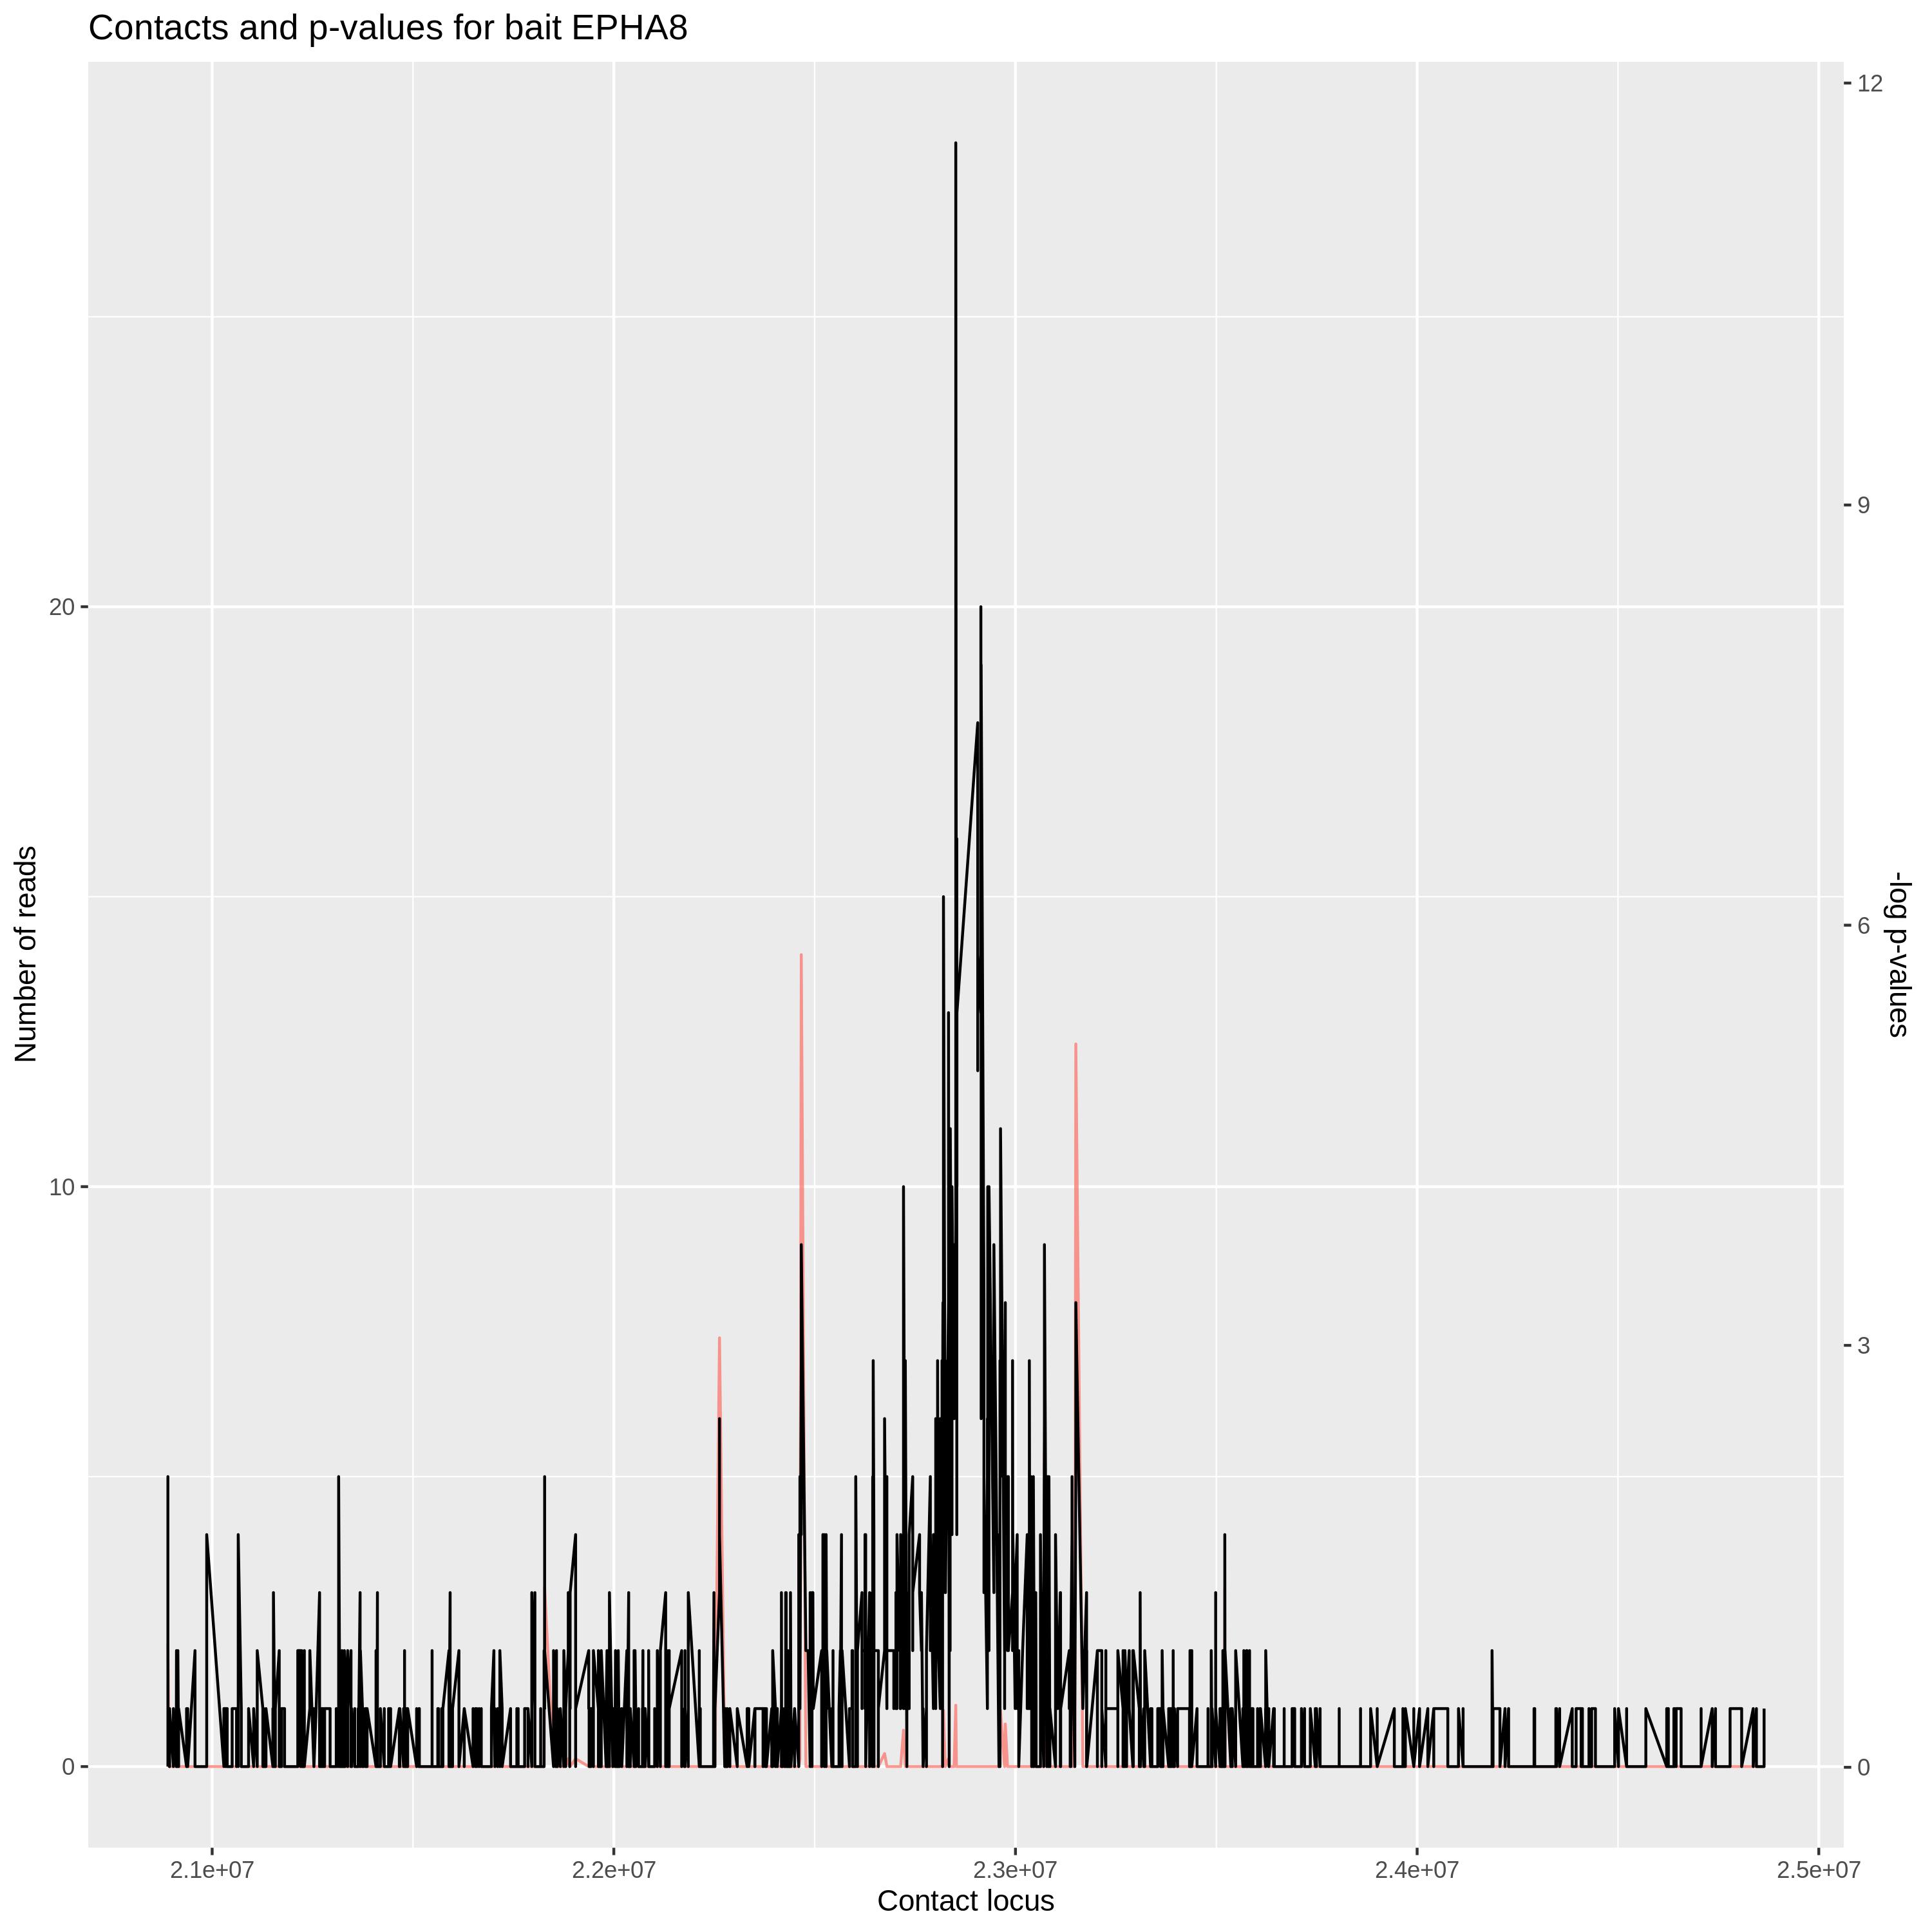 Contacts and p-values for bait EPHA8
12
9
20
Number of reads
-log p-values
6
10
3
0
0
2.1e+07
2.2e+07
2.3e+07
2.4e+07
2.5e+07
Contact locus